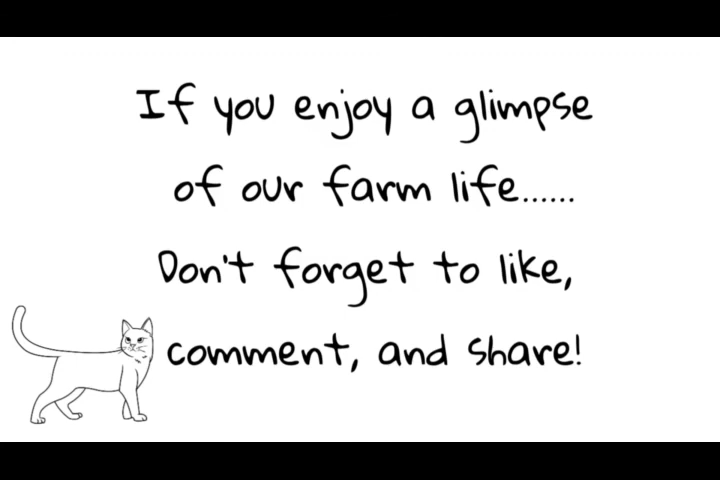 If you enjoy a glimpse
of our farm life......
Don't forget to like,
comment, and share!